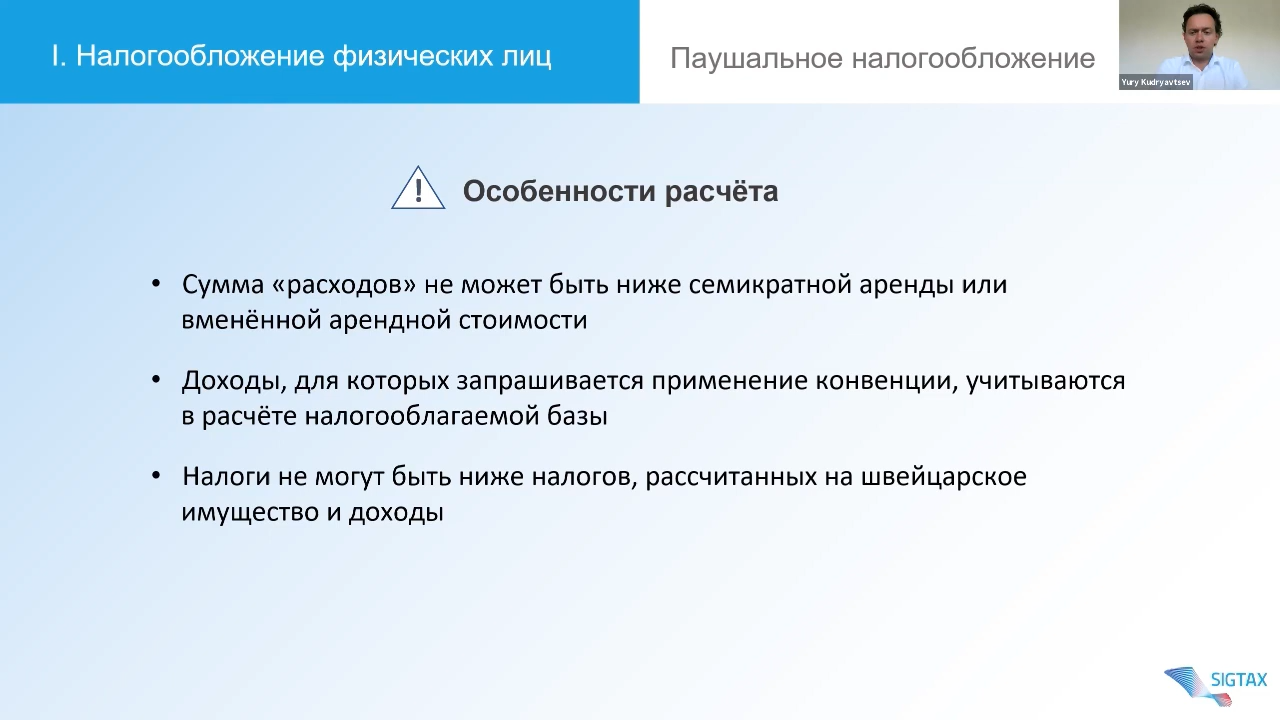 I. Налогообложение физических лиц
Паушальное налогообложение
Yury Kudryavtsev
! Особенности расчёта
• Сумма «расходов» не может быть ниже семикратной аренды или
вменённой арендной стоимости
• Доходы, для которых запрашивается применение конвенции, учитываются
в расчёте налогооблагаемой базы
• Налоги не могут быть ниже налогов, рассчитанных на швейцарское
имущество и доходы
SIGTAX